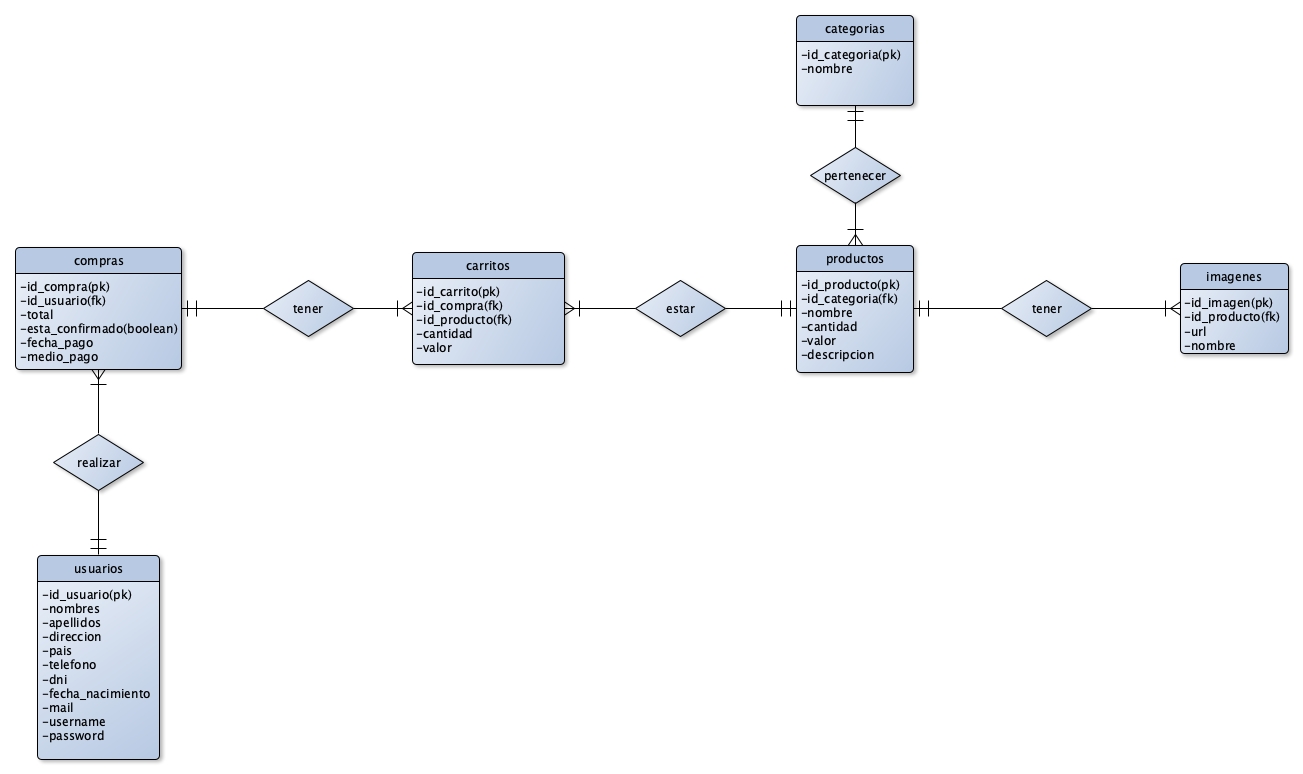 categorias
-id_categoria(pk)
-nombre
pertenecer
compras
-id_compra(pk)
-id_usuario(fk)
-total
-esta_confirmado(boolean)
-fecha_pago
-medio_pago
tener
carritos
-id_carrito(pk)
-id_compra(fk)
-id_producto(fk)
-cantidad
-valor
estar
productos
-id_producto(pk)
-id_categoria(fk)
-nombre
-cantidad
-valor
-descripcion
tener
imagenes
-id_imagen(pk)
-id_producto(fk)
-url
-nombre
realizar
usuarios
-id_usuario(pk)
-nombres
-apellidos
-direccion
-pais
-telefono
-dni
-fecha_nacimiento
-mail
-username
-password